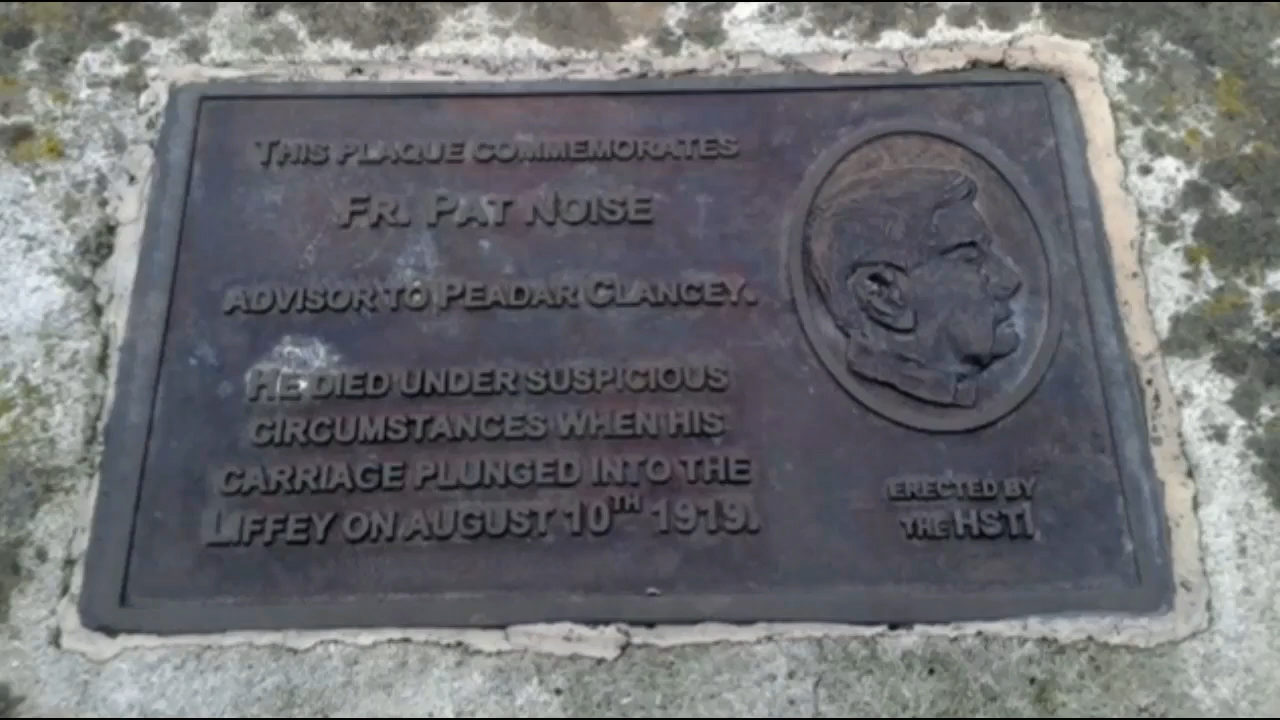 THIS PLAQUE COMMEMORATES
FR. PAT NOISE
ADVISOR TO PEADAR CLANCEY.
HE DIED UNDER SUSPICIOUS
CIRCUMSTANCES WHEN HIS
CARRIAGE PLUNGED INTO THE
LIFFEY ON AUGUST 10TH 1919.
ERECTED BY
THE HSTI